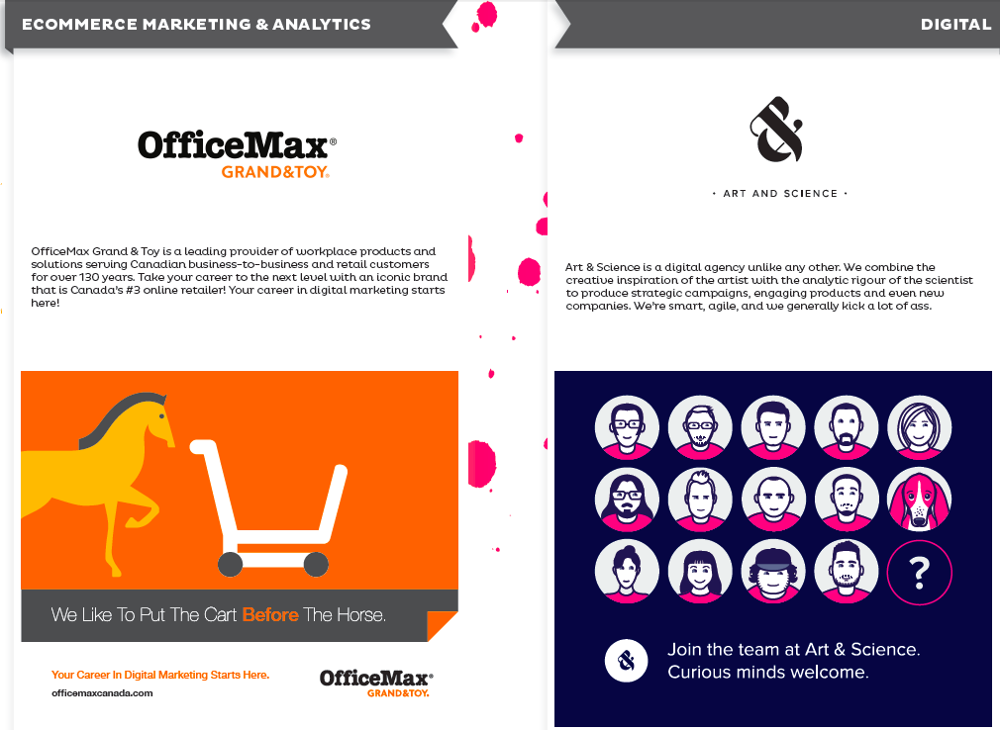 ECOMMERCE MARKETING & ANALYTICS
OfficeMax®
GRAND&TOY®
OfficeMax Grand & Toy is a leading provider of workplace products and
solutions serving Canadian business-to-business and retail customers
for over 130 years. Take your career to the next level with an iconic brand
that is Canada's #3 online retailer! Your career in digital marketing starts
here!
We Like To Put The Cart Before The Horse.
Your Career In Digital Marketing Starts Here.
officemaxcanada.com
OfficeMax®
GRAND&TOY®
DIGITAL
&
• ART AND SCIENCE •
Art & Science is a digital agency unlike any other. We combine the
creative inspiration of the artist with the analytic rigour of the scientist
to produce strategic campaigns, engaging products and even new
companies. We're smart, agile, and we generally kick a lot of ass.
?
&
Join the team at Art & Science.
Curious minds welcome.